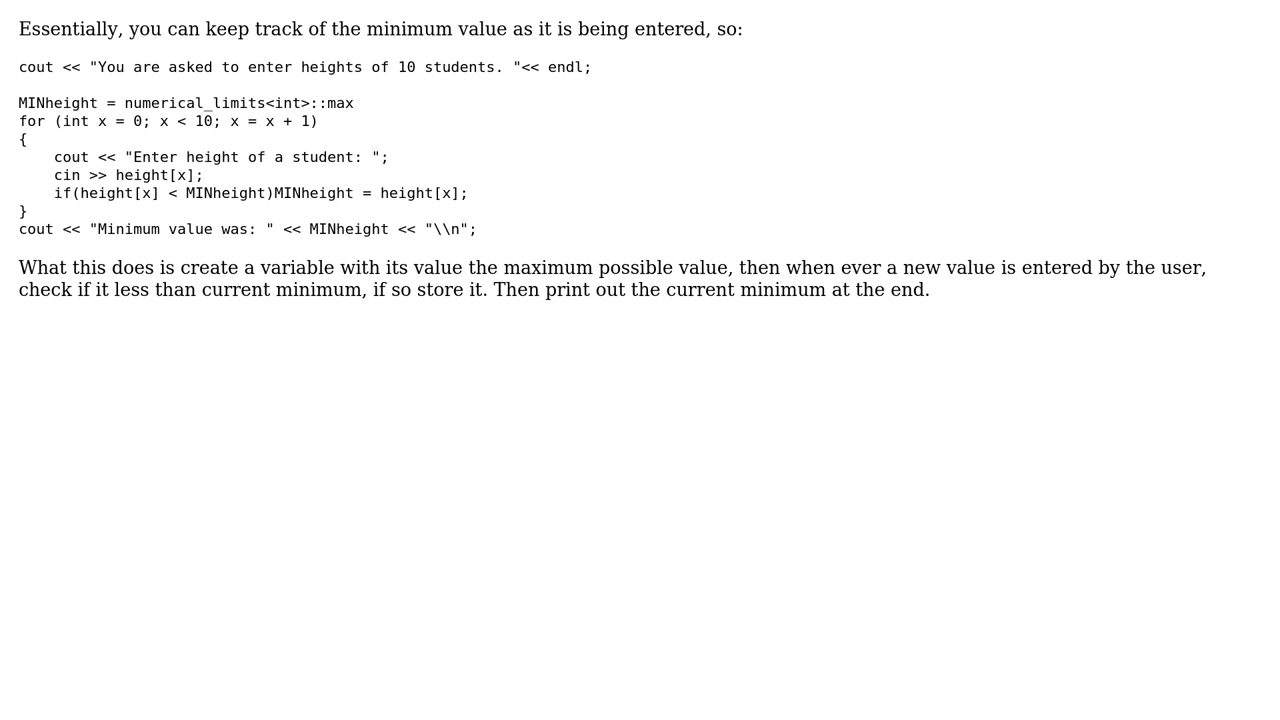 Essentially, you can keep track of the minimum value as it is being entered, so:
cout << "You are asked to enter heights of 10 students. "<< endl;
MINheight = numerical_limits<int>::max
for (int x = 0; x < 10; x = x + 1)
{
    cout << "Enter height of a student: ";
    cin >> height[x];
    if(height[x] < MINheight)MINheight = height[x];
}
cout << "Minimum value was: " << MINheight << "\\n";
What this does is create a variable with its value the maximum possible value, then when ever a new value is entered by the user,
check if it less than current minimum, if so store it. Then print out the current minimum at the end.